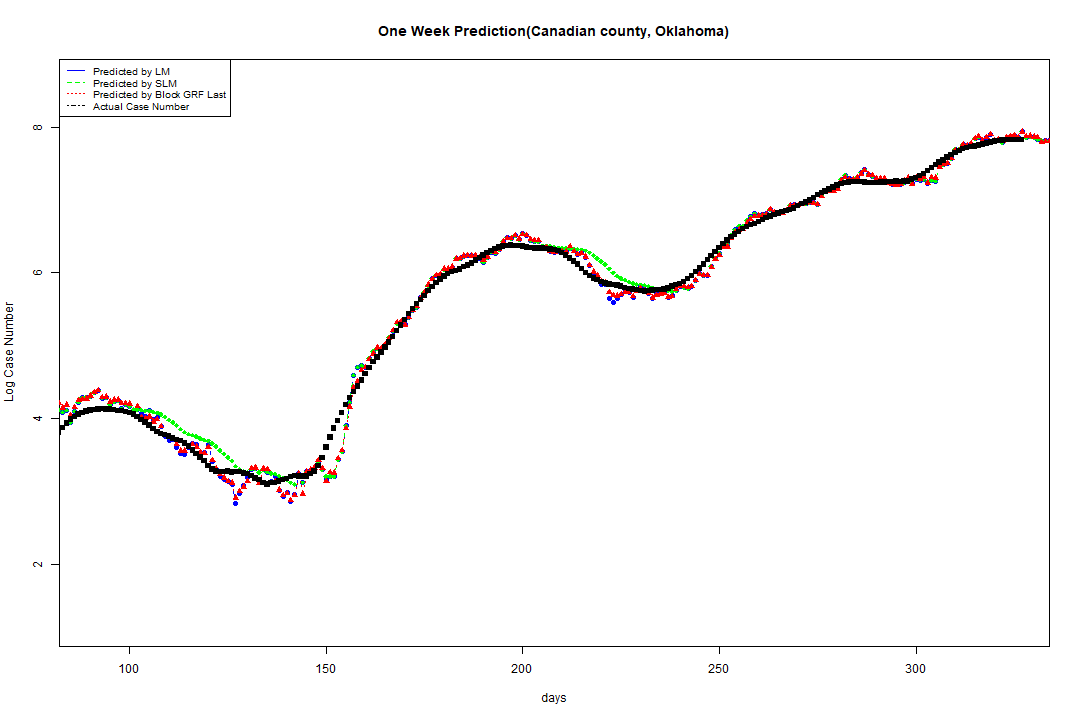 One Week Prediction(Canadian county, Oklahoma)
Predicted by LM
Predicted by SLM
Predicted by Block GRF Last
Actual Case Number
8
6
4
2
Log Case Number
100 150 200 250 300
days